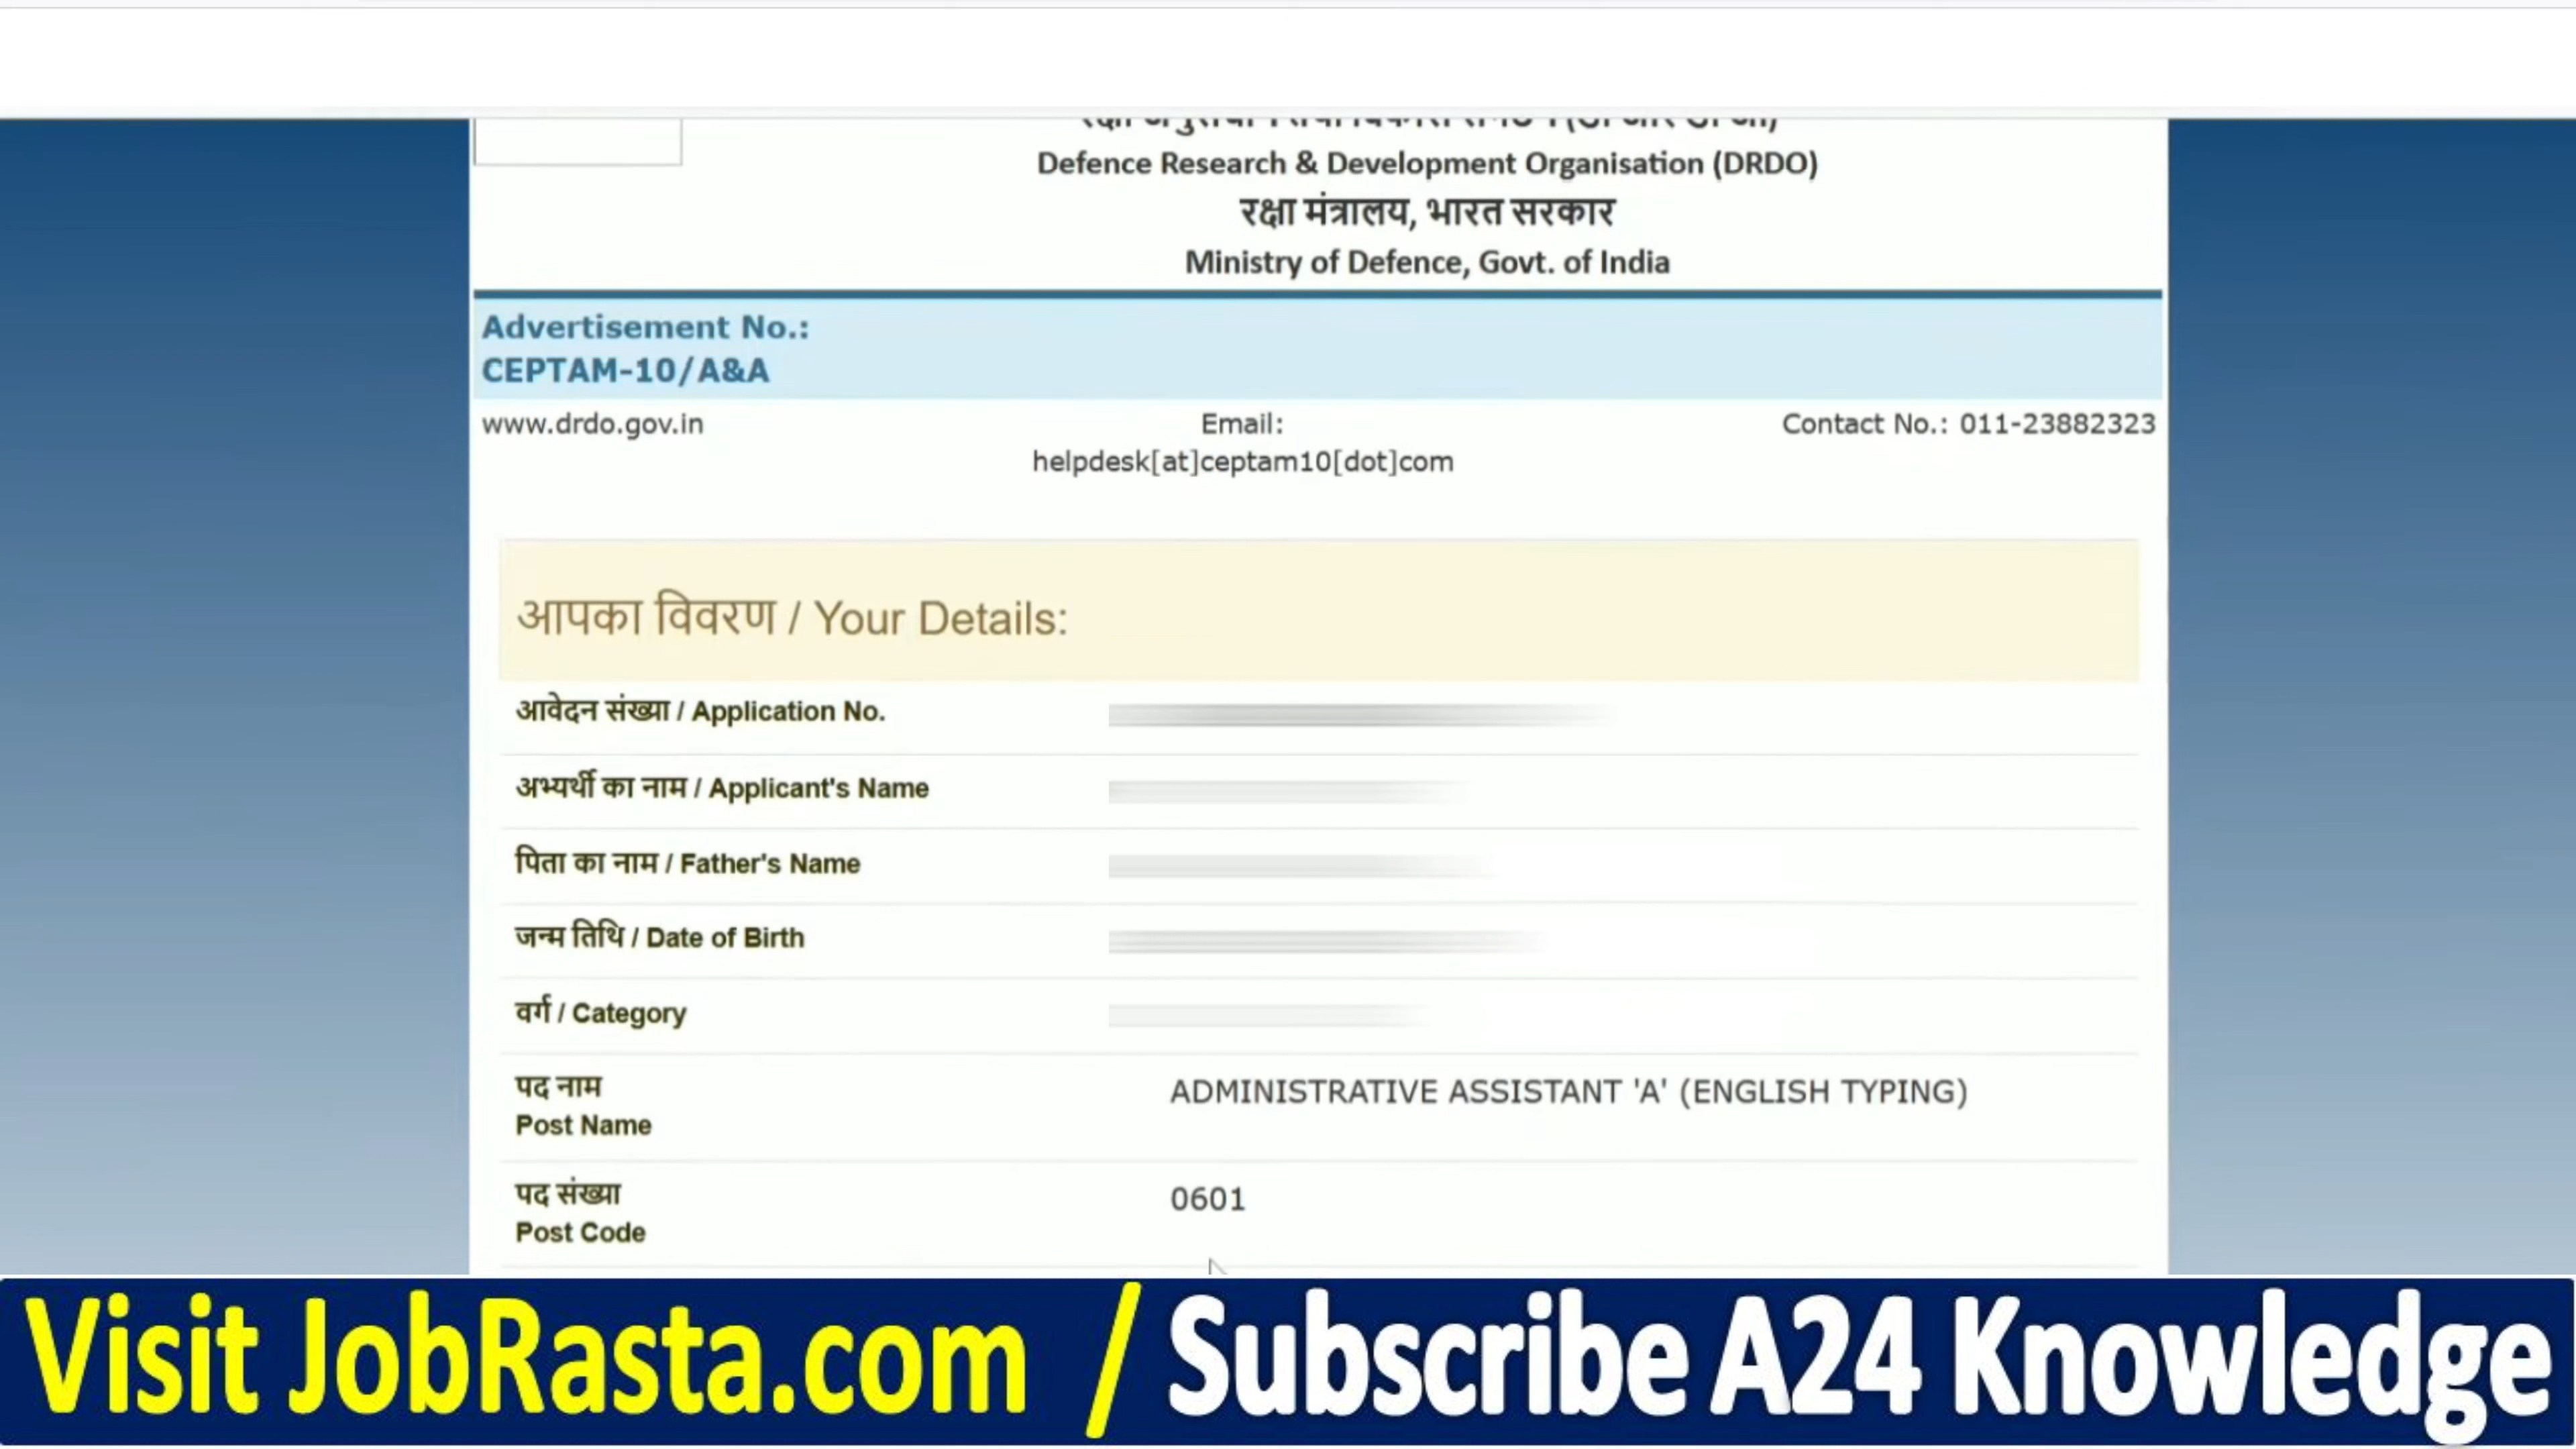 Defence Research & Development Organisation (DRDO)
रक्षा मंत्रालय, भारत सरकार
Ministry of Defence, Govt. of India
Advertisement No.:
CEPTAM-10/A&A
www.drdo.gov.in Email: Contact No.: 011-23882323
helpdesk[at]ceptam10[dot]com
आपका विवरण / Your Details:
आवेदन संख्या / Application No.
अभ्यर्थी का नाम / Applicant's Name
पिता का नाम / Father's Name
जन्म तिथि / Date of Birth
वर्ग / Category
पद नाम ADMINISTRATIVE ASSISTANT 'A' (ENGLISH TYPING)
Post Name
पद संख्या 0601
Post Code
Visit JobRasta.com / Subscribe A24 Knowledge